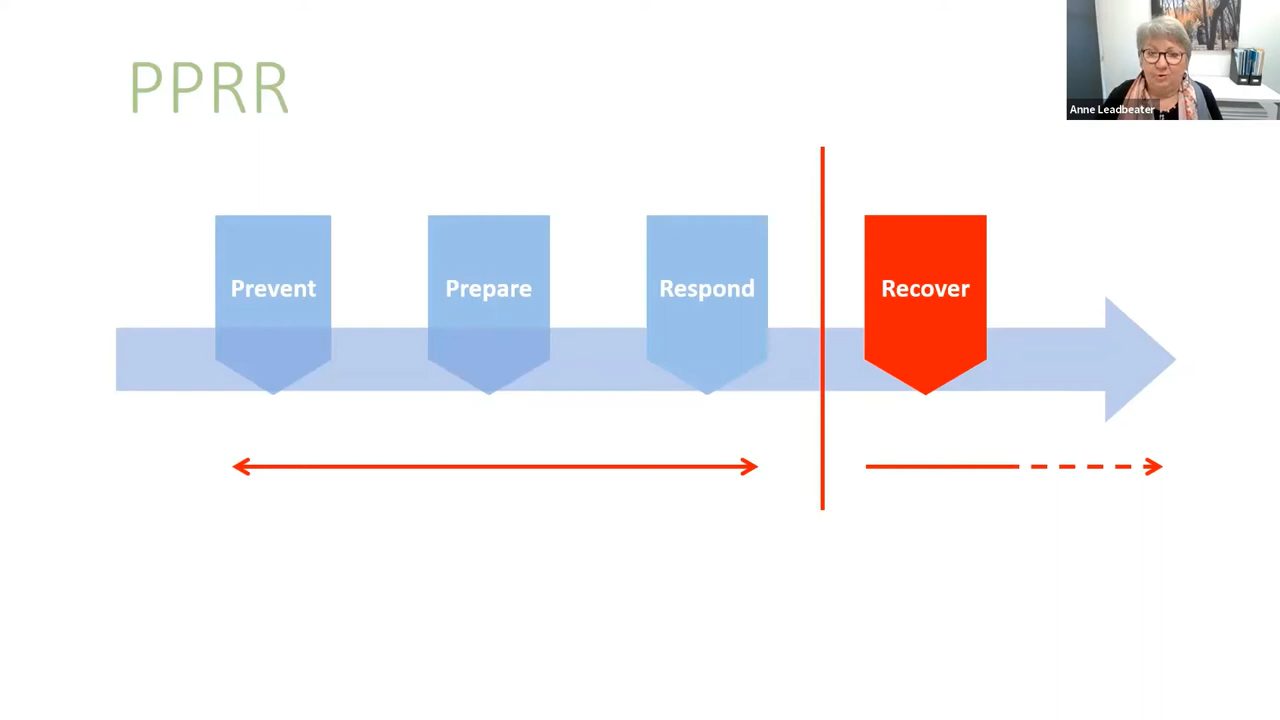 PPRR
Anne Leadbeater
Prevent
Prepare
Respond
Recover